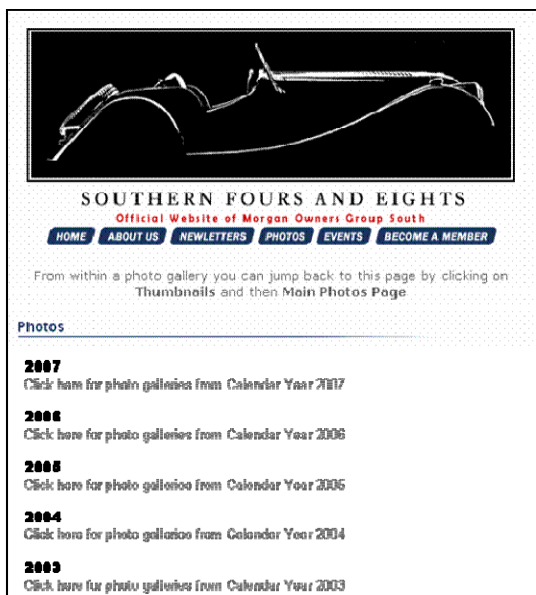 SOUTHERN FOURS AND EIGHTS
Official Website of Morgan Owners Group South
HOME ABOUT US NEWLETTERS PHOTOS EVENTS BECOME A MEMBER
From within a photo gallery you can jump back to this page by clicking on
Thumbnails and then Main Photos Page
Photos
2007
Click here for photo galleries from Calendar Year 2007
2006
Click here for photo galleries from Calendar Year 2006
2005
Click here for photo galleries from Calendar Year 2005
2004
Click here for photo galleries from Calendar Year 2004
2003
Click here for photo galleries from Calendar Year 2003